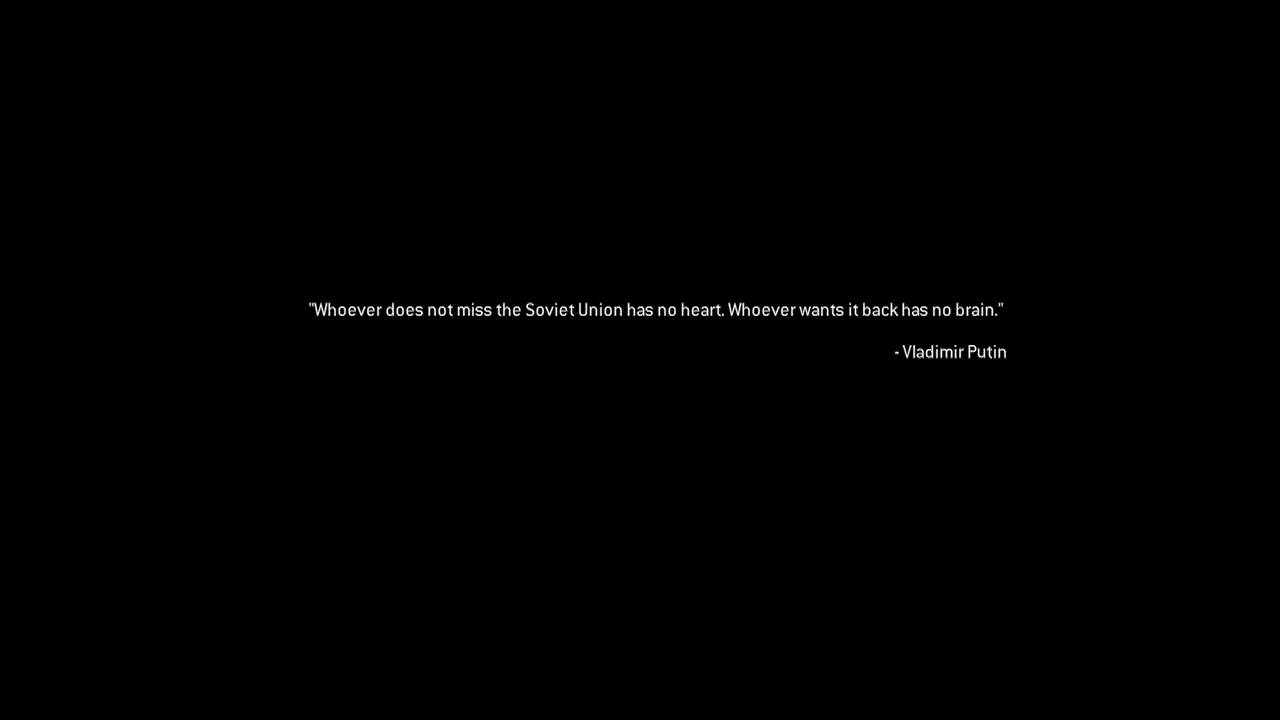 "Whoever does not miss the Soviet Union has no heart. Whoever wants it back has no brain."
- Vladimir Putin